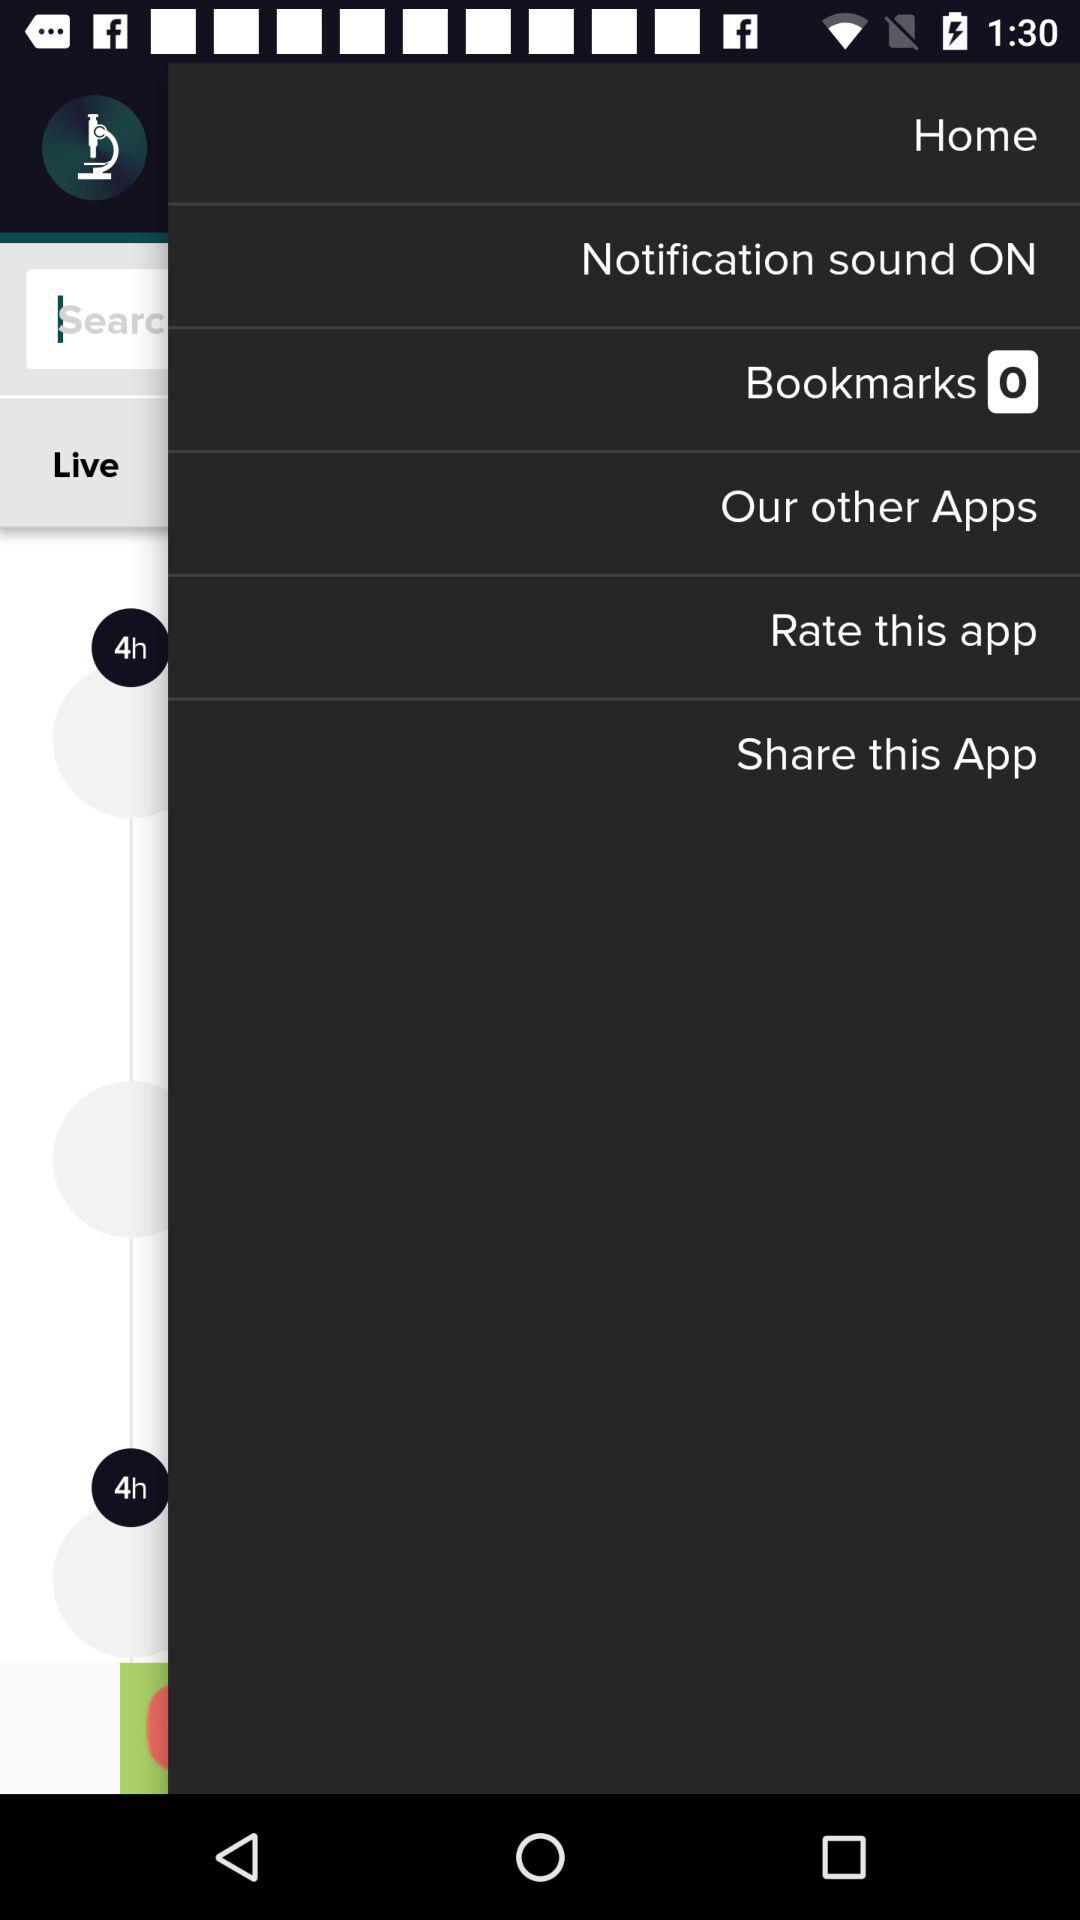 1:30
Home
Notification sound ON
Searc
Bookmarks 0
Live
Our other Apps
4h
Rate this app
Share this App
4h